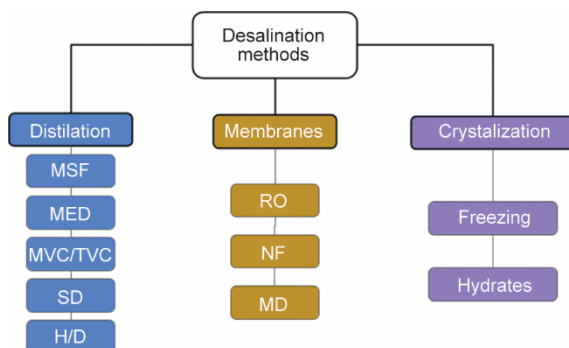 Desalination
methods
Distilation
Membranes
Crystalization
MSF
MED
MVC/TVC
SD
H/D
RO
NF
MD
Freezing
Hydrates